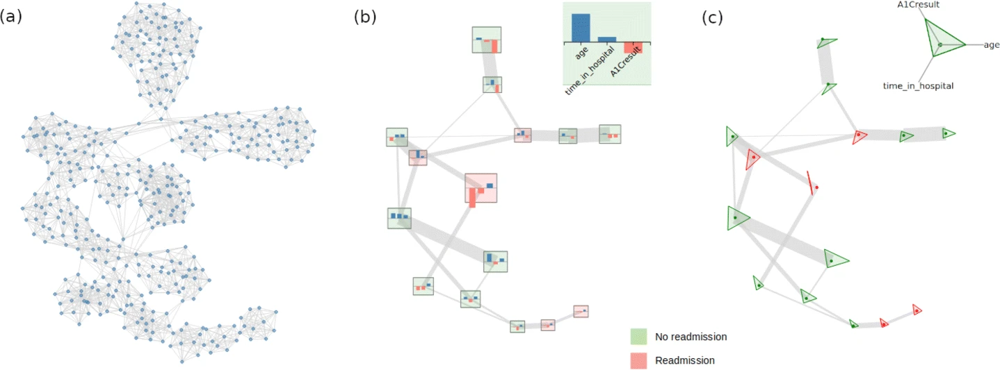 (a)
(b)
age
time_in_hospital
A1Cresult
(c)
A1Cresult
age
time_in_hospital
No readmission
Readmission